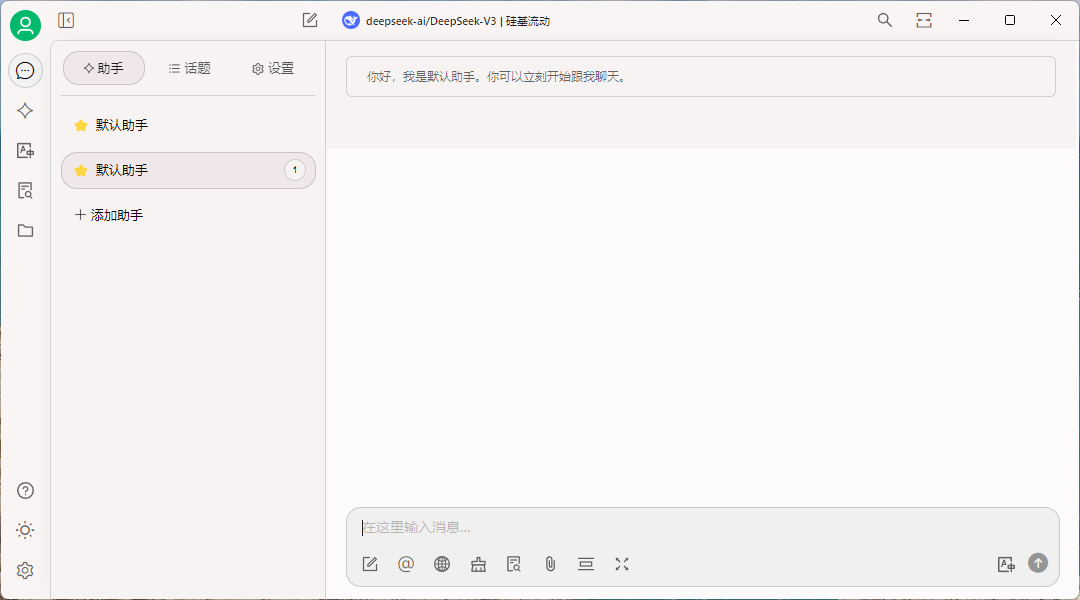 deepseek-ai/DeepSeek-V3 | 硅基流动
助手
话题
设置
默认助手
默认助手
1
添加助手
你好，我是默认助手。你可以立刻开始跟我聊天。
在这里输入消息...